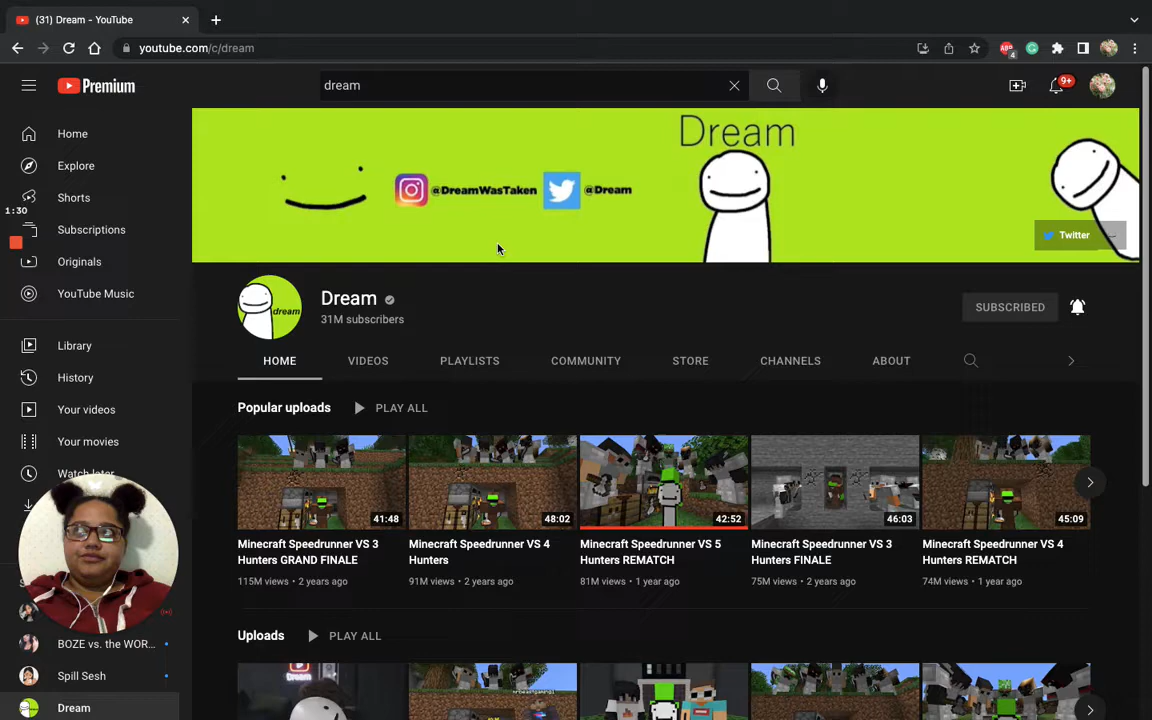 (31) Dream - YouTube
youtube.com/c/dream
4
Premium
dream
9+
Home
Explore
Shorts
1:30
Subscriptions
Originals
YouTube Music
Library
History
Your videos
Your movies
Watch later
BOZE vs. the WOR...
Spill Sesh
Dream
Dream
@DreamWasTaken
@Dream
Twitter
dream
Dream
31M subscribers
SUBSCRIBED
HOME
VIDEOS
PLAYLISTS
COMMUNITY
STORE
CHANNELS
ABOUT
Popular uploads
PLAY ALL
41:48
48:02
42:52
46:03
45:09
Minecraft Speedrunner VS 3
Hunters GRAND FINALE
115M views • 2 years ago
Minecraft Speedrunner VS 4
Hunters
91M views • 2 years ago
Minecraft Speedrunner VS 5
Hunters REMATCH
81M views • 1 year ago
Minecraft Speedrunner VS 3
Hunters FINALE
75M views • 2 years ago
Minecraft Speedrunner VS 4
Hunters REMATCH
74M views • 1 year ago
Uploads
PLAY ALL
Dream